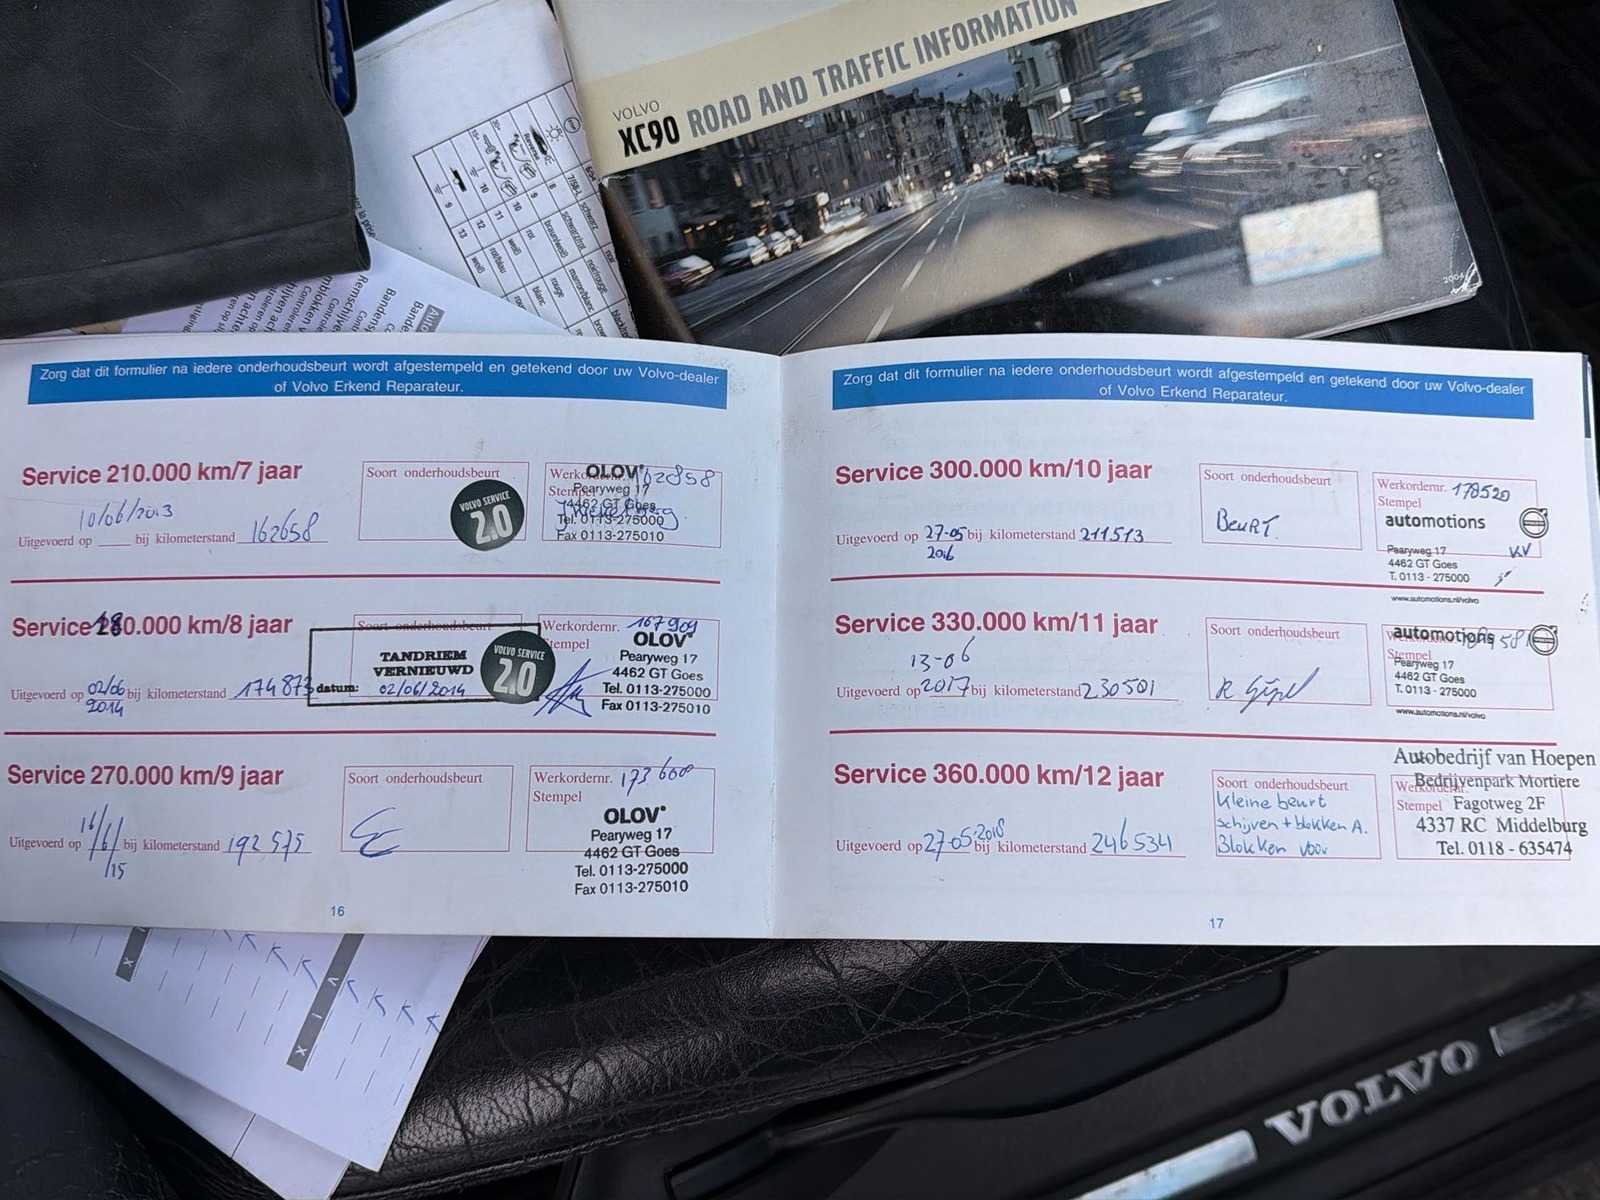 VOLVO
XC90 ROAD AND TRAFFIC INFORMATION
2004
Zorg dat dit formulier na iedere onderhoudsbeurt wordt afgestempeld en getekend door uw Volvo-dealer
of Volvo Erkend Reparateur.
Service 210.000 km/7 jaar
10/06/2013
Uitgevoerd op ____ bij kilometerstand 162658
Soort onderhoudsbeurt
VOLVO SERVICE
2.0
OLOV
Pearyweg 17
4462 GT Goes
Tel. 0113-275000
Fax 0113-275010
km/8 jaar
Uitgevoerd op 02/06 2014 bij kilometerstand 174873
Soort onderhoudsbeurt
TANDRIEM
VERNIEUWD
datum: 02/06/2014
VOLVO SERVICE
2.0
Werkordernr. 167909
Stempel
OLOV
Pearyweg 17
4462 GT Goes
Tel. 0113-275000
Fax 0113-275010
Service 270.000 km/9 jaar
Uitgevoerd op 16/6/15 bij kilometerstand 192575
Soort onderhoudsbeurt
Werkordernr. 173600
Stempel
OLOV
Pearyweg 17
4462 GT Goes
Tel. 0113-275000
Fax 0113-275010
16
Zorg dat dit formulier na iedere onderhoudsbeurt wordt afgestempeld en getekend door uw Volvo-dealer
of Volvo Erkend Reparateur.
Service 300.000 km/10 jaar
Uitgevoerd op 27-05 2016 bij kilometerstand 211513
Soort onderhoudsbeurt
BEURT.
Werkordernr. 178520
Stempel
automotions
Pearyweg 17
4462 GT Goes
T. 0113 - 275000
www.automotions.nl/volvo
Service 330.000 km/11 jaar
13-06
Uitgevoerd op 2017 bij kilometerstand 230501
Soort onderhoudsbeurt
automotions
Stempel
Pearyweg 17
4462 GT Goes
T. 0113 - 275000
www.automotions.nl/volvo
Service 360.000 km/12 jaar
Uitgevoerd op 27-05-2018 bij kilometerstand 246534
Soort onderhoudsbeurt
Kleine beurt
schijven + blokken A.
Blokken voor
Autobedrijf van Hoepen
Bedrijvenpark Mortiere
Stempel Fagotweg 2F
4337 RC Middelburg
Tel. 0118 - 635474
17
VOLVO